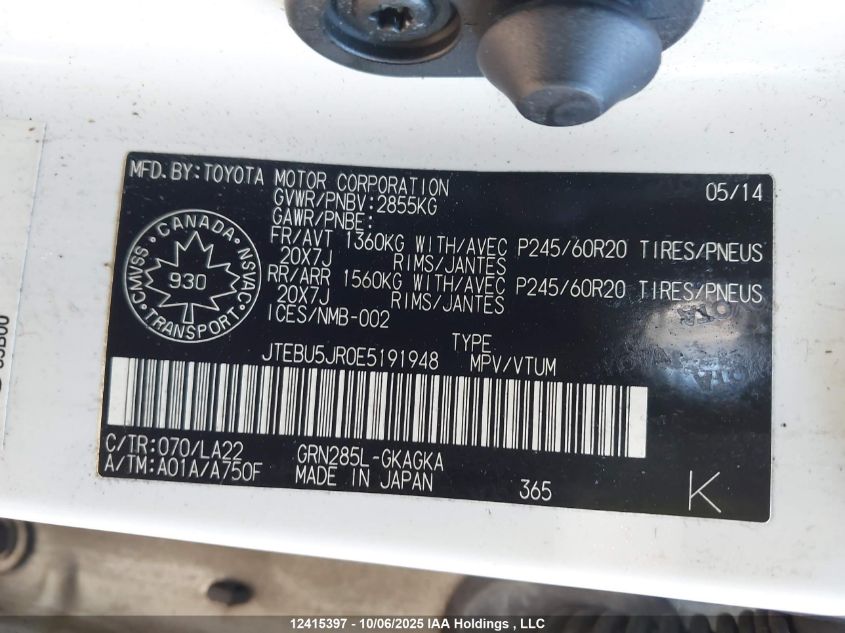 MFD.BY:TOYOTA MOTOR CORPORATION 05/14
GVWR/PNBV:2855KG
GAWR/PNBE:
FR/AVT 1360KG WITH/AVEC P245/60R20 TIRES/PNEUS
20X7J RIMS/JANTES
RR/ARR 1560KG WITH/AVEC P245/60R20 TIRES/PNEUS
20X7J RIMS/JANTES
ICES/NMB-002
CANADA
CMVSS 930 NSVAC
TRANSPORT
TYPE
JTEBU5JR0E5191948 MPV/VTUM
C/TR:070/LA22 GRN285L-GKAGKA
A/TM:A01A/A750F MADE IN JAPAN 365 K
12415397 - 10/06/2025 IAA Holdings , LLC